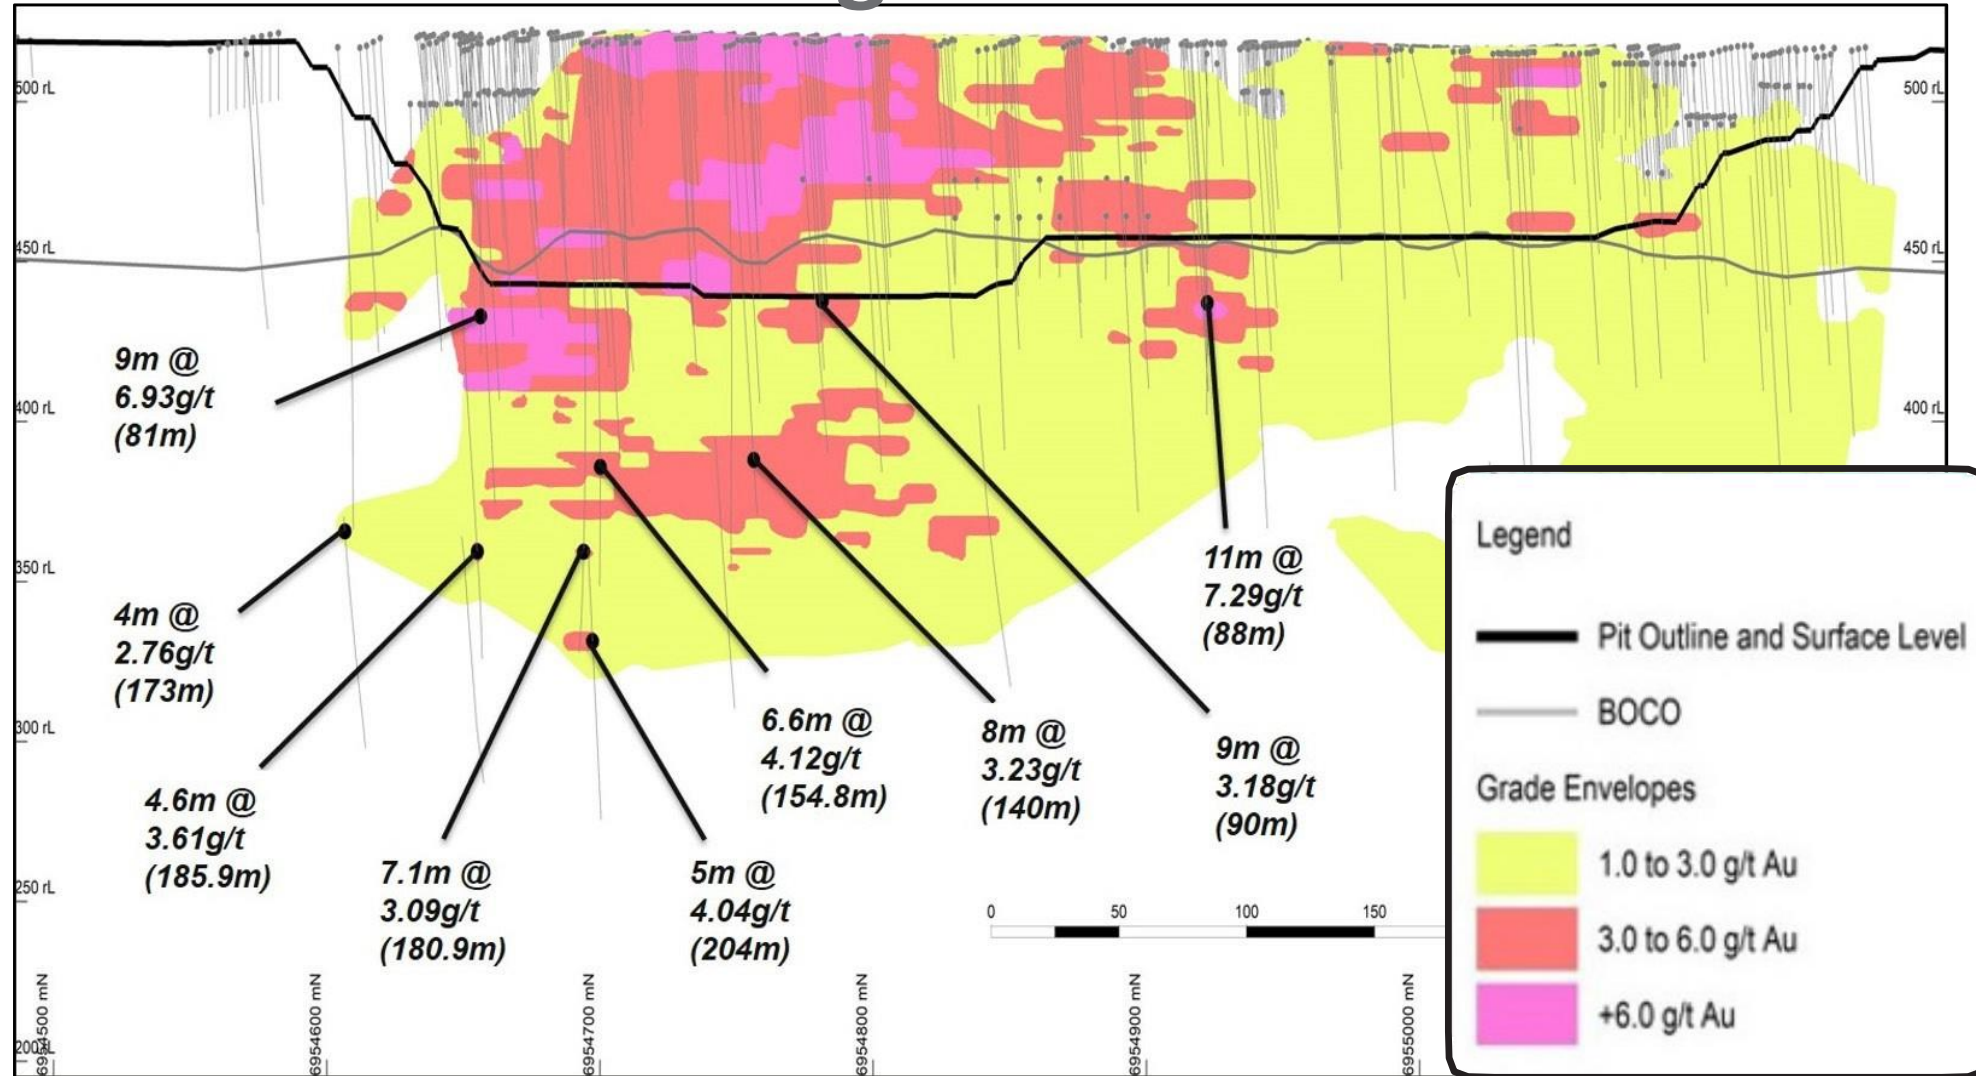 500 rL
500 rL
450 rL
450 rL
400 rL
400 rL
350 rL
300 rL
250 rL
200 rL
9m @
6.93g/t
(81m)
4m @
2.76g/t
(173m)
4.6m @
3.61g/t
(185.9m)
7.1m @
3.09g/t
(180.9m)
5m @
4.04g/t
(204m)
6.6m @
4.12g/t
(154.8m)
8m @
3.23g/t
(140m)
9m @
3.18g/t
(90m)
11m @
7.29g/t
(88m)
0 50 100 150
6954500 mN
6954600 mN
6954700 mN
6954800 mN
6954900 mN
6955000 mN
Legend
Pit Outline and Surface Level
BOCO
Grade Envelopes
1.0 to 3.0 g/t Au
3.0 to 6.0 g/t Au
+6.0 g/t Au